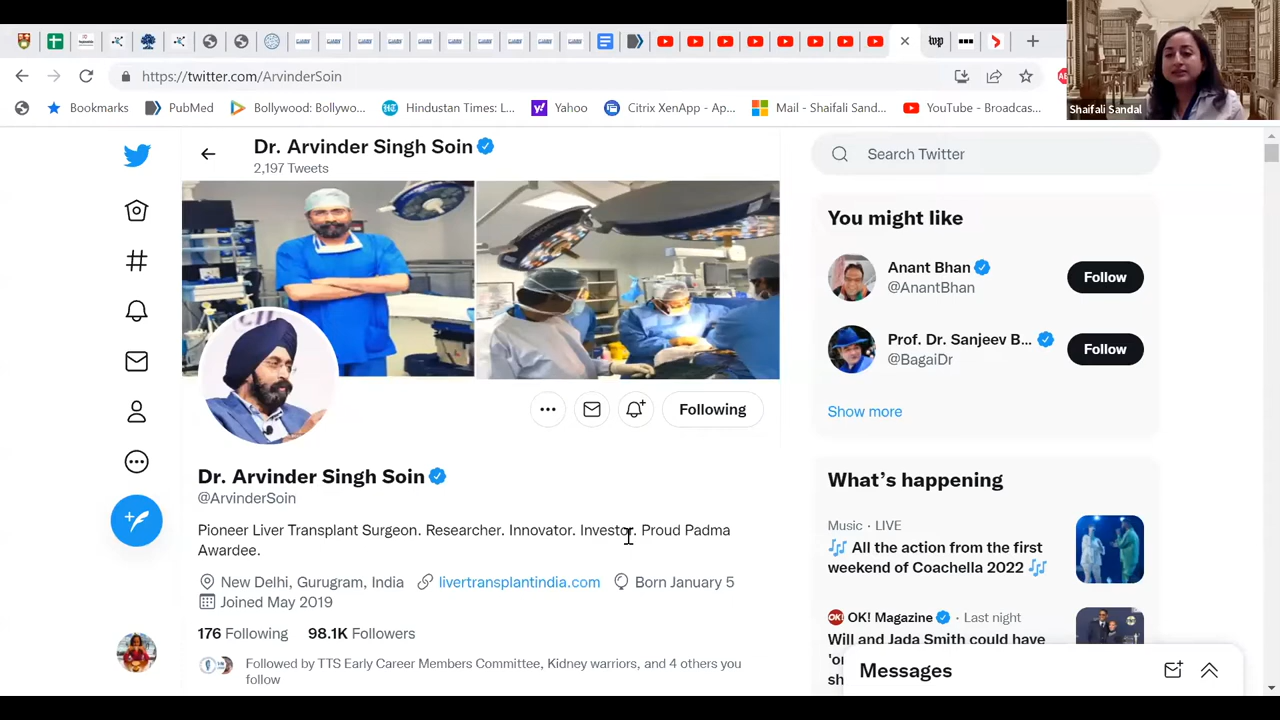 https://twitter.com/ArvinderSoin
Bookmarks PubMed Bollywood: Bollywo... Hindustan Times: L... Yahoo Citrix XenApp - Ap... Mail - Shaifali Sand... YouTube - Broadcas...
Shaifali Sandal
Dr. Arvinder Singh Soin
2,197 Tweets
Following
Dr. Arvinder Singh Soin
@ArvinderSoin
Pioneer Liver Transplant Surgeon. Researcher. Innovator. Investor. Proud Padma
Awardee.
New Delhi, Gurugram, India livertransplantindia.com Born January 5
Joined May 2019
176 Following 98.1K Followers
Followed by TTS Early Career Members Committee, Kidney warriors, and 4 others you
follow
Search Twitter
You might like
Anant Bhan
@AnantBhan
Follow
Prof. Dr. Sanjeev B...
@BagaiDr
Follow
Show more
What's happening
Music · LIVE
🎶 All the action from the first
weekend of Coachella 2022 🎶
OK! Magazine · Last night
Will and Jada Smith could have
Messages